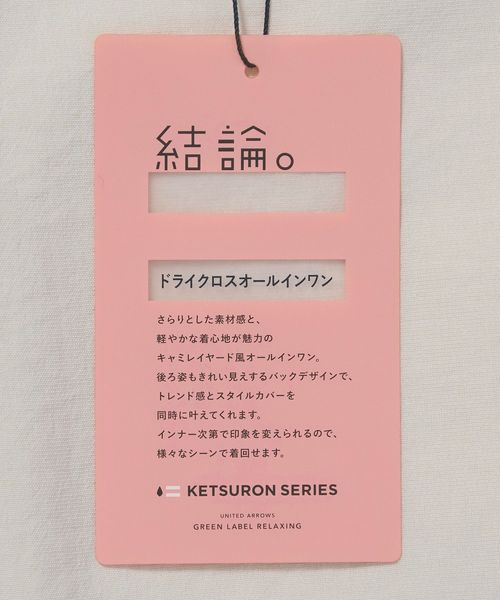 結論。
ドライクロスオールインワン
さらりとした素材感と、
軽やかな着心地が魅力の
キャミレイヤード風オールインワン。
後ろ姿もきれい見えするバックデザインで、
トレンド感とスタイルカバーを
同時に叶えてくれます。
インナー次第で印象を変えられるので、
様々なシーンで着回せます。
KETSURON SERIES
UNITED ARROWS
GREEN LABEL RELAXING